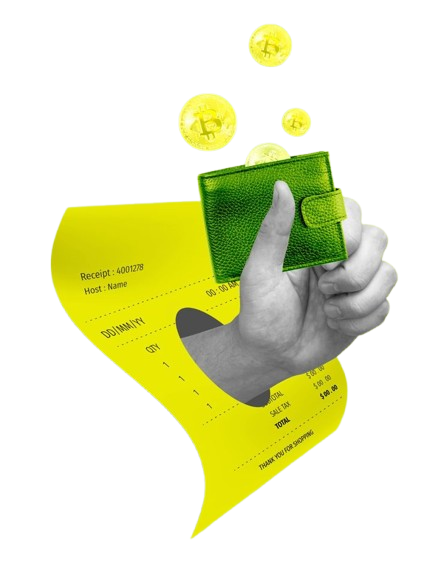 Receipt : 4001278
Host : Name
00 : 00 AM
DD/MM/YY
QTY
1
1
1
1
$ 00 . 00
$ 00 . 00
SALE TAX
$ 00 . 00
TOTAL
THANK YOU FOR SHOPPING